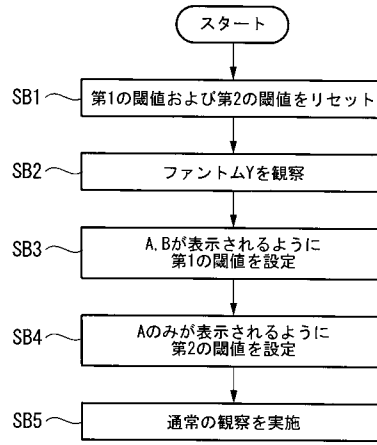 スタート
SB1
第1の閾値および第2の閾値をリセット
SB2
ファントムYを観察
SB3
A,Bが表示されるように
第1の閾値を設定
SB4
Aのみが表示されるように
第2の閾値を設定
SB5
通常の観察を実施